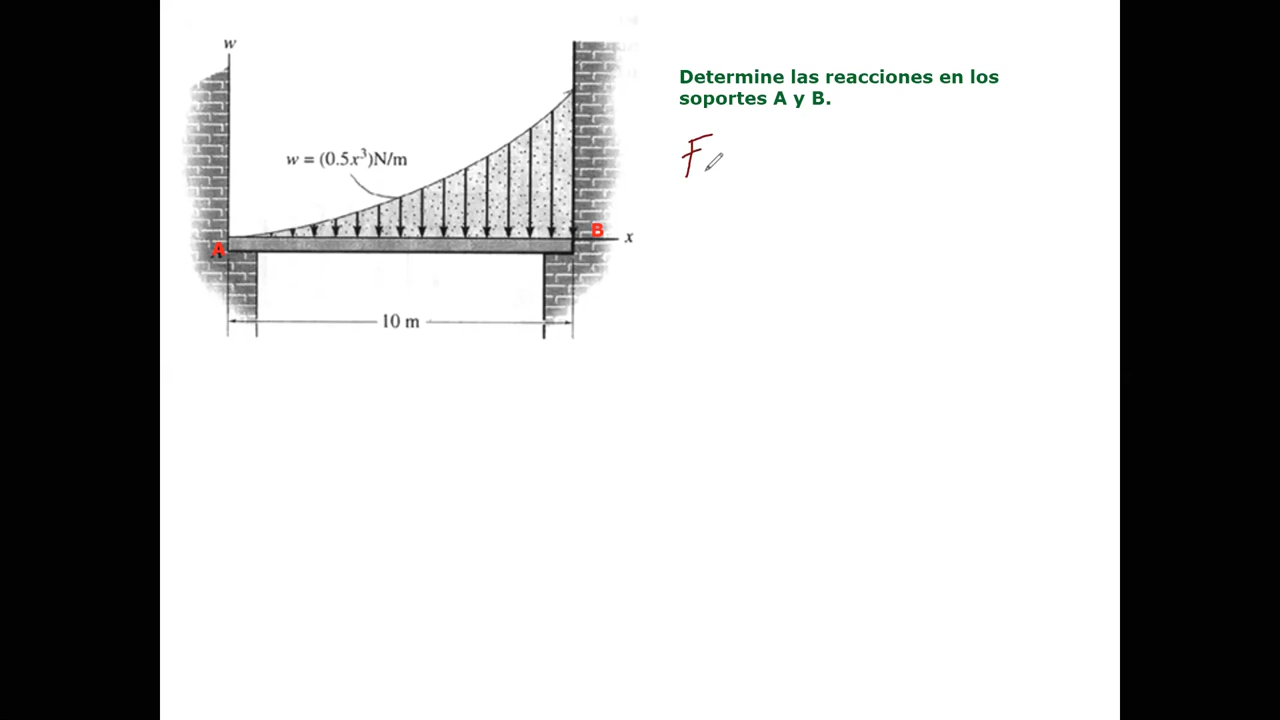 w
Determine las reacciones en los
soportes A y B.
F
w = (0.5x³)N/m
B
x
A
10 m